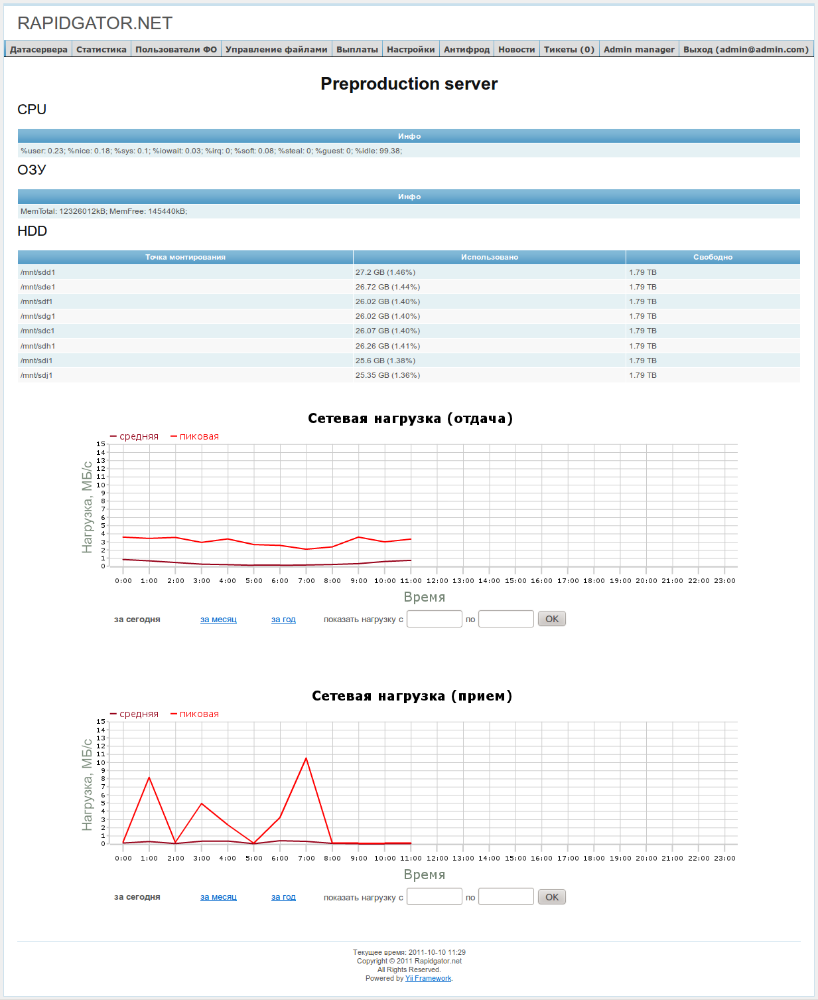 RAPIDGATOR.NET
Датасервера Статистика Пользователи ФО Управление файлами Выплаты Настройки Антифрод Новости Тикеты (0) Admin manager Выход (admin@admin.com)
Preproduction server
CPU
Инфо
%user: 0.23; %nice: 0.18; %sys: 0.1; %iowait: 0.03; %irq: 0; %soft: 0.08; %steal: 0; %guest: 0; %idle: 99.38;
ОЗУ
Инфо
MemTotal: 12326012kB; MemFree: 145440kB;
HDD
Точка монтирования Использовано Свободно
/mnt/sdd1 27.2 GB (1.46%) 1.79 TB
/mnt/sde1 26.72 GB (1.44%) 1.79 TB
/mnt/sdf1 26.02 GB (1.40%) 1.79 TB
/mnt/sdg1 26.02 GB (1.40%) 1.79 TB
/mnt/sdc1 26.07 GB (1.40%) 1.79 TB
/mnt/sdh1 26.26 GB (1.41%) 1.79 TB
/mnt/sdi1 25.6 GB (1.38%) 1.79 TB
/mnt/sdj1 25.35 GB (1.36%) 1.79 TB
Сетевая нагрузка (отдача)
средняя пиковая
Нагрузка, МБ/с
15
14
13
12
11
10
9
8
7
6
5
4
3
2
1
0
0:00 1:00 2:00 3:00 4:00 5:00 6:00 7:00 8:00 9:00 10:00 11:00 12:00 13:00 14:00 15:00 16:00 17:00 18:00 19:00 20:00 21:00 22:00 23:00
Время
за сегодня за месяц за год показать нагрузку с по OK
Сетевая нагрузка (прием)
средняя пиковая
Нагрузка, МБ/с
15
14
13
12
11
10
9
8
7
6
5
4
3
2
1
0
0:00 1:00 2:00 3:00 4:00 5:00 6:00 7:00 8:00 9:00 10:00 11:00 12:00 13:00 14:00 15:00 16:00 17:00 18:00 19:00 20:00 21:00 22:00 23:00
Время
за сегодня за месяц за год показать нагрузку с по OK
Текущее время: 2011-10-10 11:29
Copyright © 2011 Rapidgator.net
All Rights Reserved.
Powered by Yii Framework.